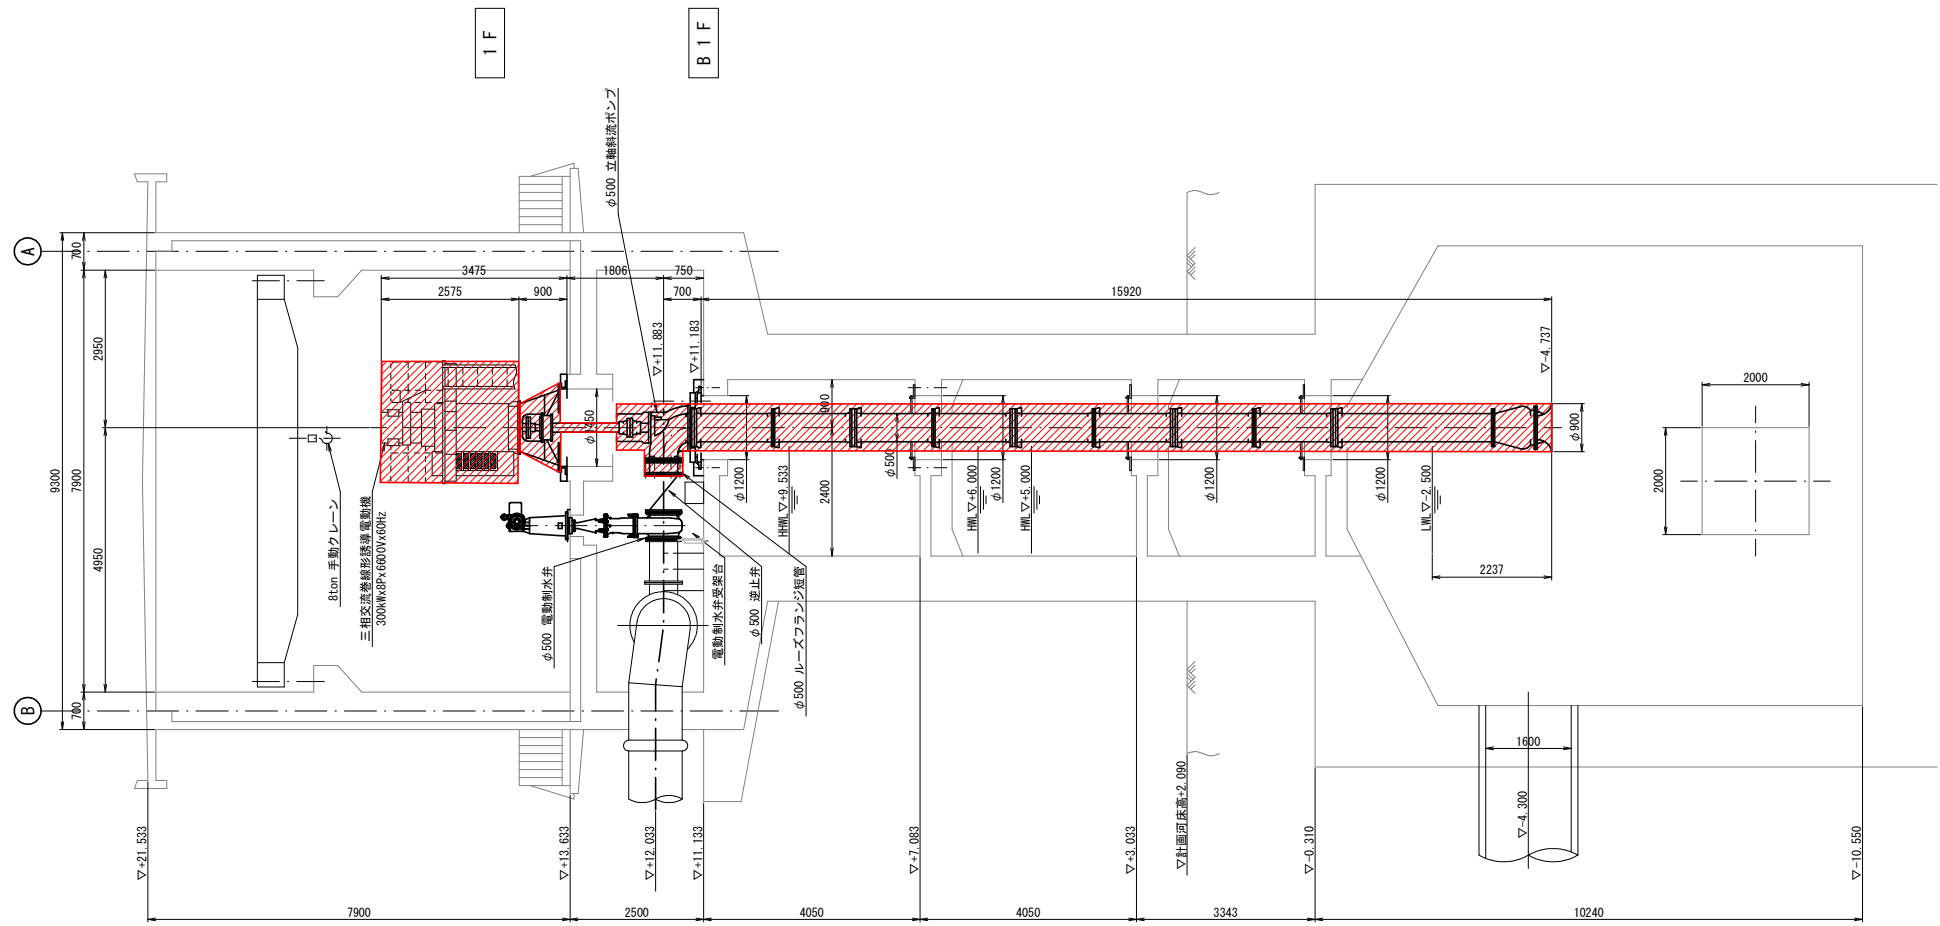 1F
B1F
A
B
9300
700
7900
700
2950
4950
3475
2575
900
1806
750
700
15920
φ500 立軸斜流ポンプ
▽+11.883
▽+11.183
▽-4.737
8ton 手動クレーン
三相交流巻線形誘導電動機
300kWx8Px6600Vx60Hz
φ500 電動制水弁
電動制水弁受架台
φ500 逆止弁
φ500 ルーズフランジ短管
φ1200
900
2400
φ500
φ1200
φ1200
φ1200
φ900
HHWL▽+9.533
HWL▽+6.000
HWL▽+5.000
LWL▽-2.500
2237
2000
2000
1600
▽-4.300
▽+21.533
▽+13.633
▽+12.033
▽+11.133
▽+7.083
▽+3.033
▽計画河床高+2.090
▽-0.310
▽-10.550
7900
2500
4050
4050
3343
10240